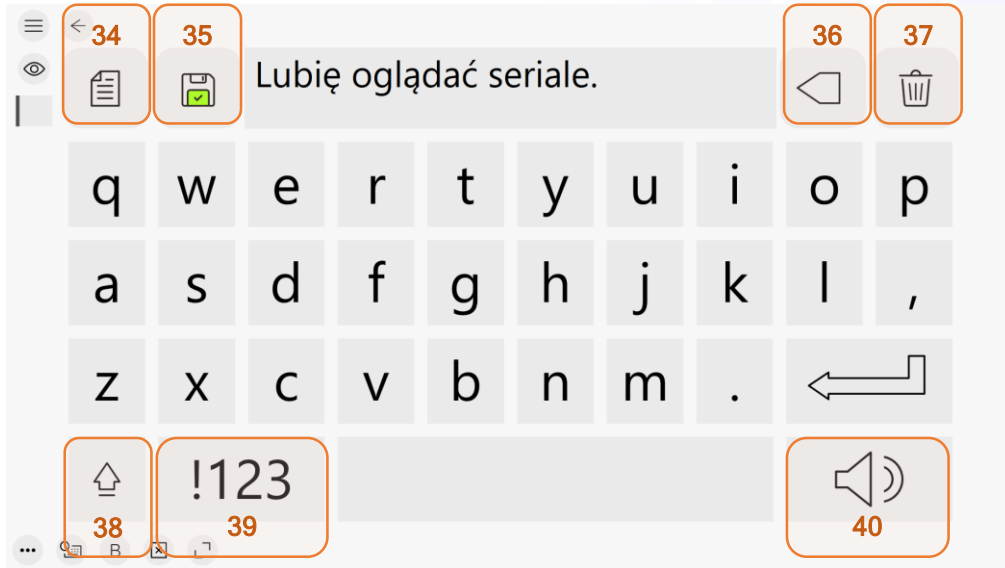 34 35 36 37
Lubię oglądać seriale.
q w e r t y u i o p
a s d f g h j k l ,
z x c v b n m .
!123
38 39 40
••• B